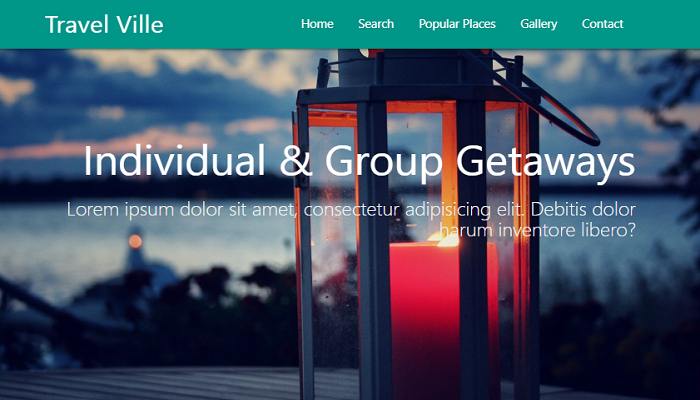 Travel Ville
Home Search Popular Places Gallery Contact
Individual & Group Getaways
Lorem ipsum dolor sit amet, consectetur adipisicing elit. Debitis dolor
harum inventore libero?